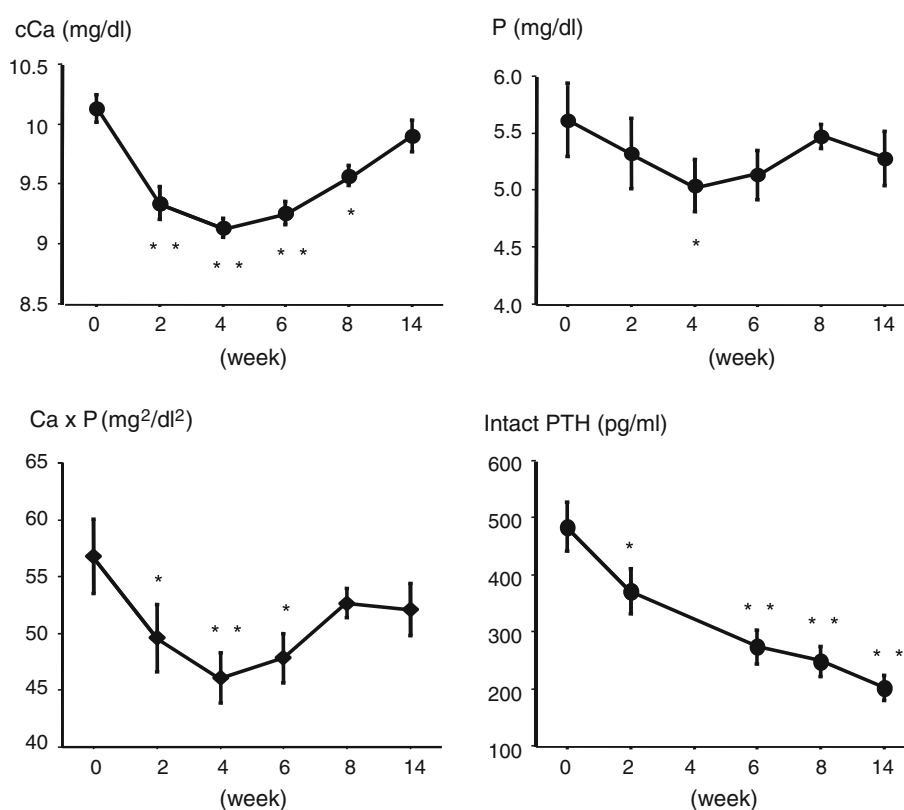 cCa (mg/dl)
10.5
10
9.5
9
8.5
* *
* *
* *
*
0 2 4 6 8 14
(week)
P (mg/dl)
6.0
5.5
5.0
4.5
4.0
*
0 2 4 6 8 14
(week)
Ca x P (mg²/dl²)
65
60
55
50
45
40
*
* *
*
0 2 4 6 8 14
(week)
Intact PTH (pg/ml)
600
500
400
300
200
100
*
* *
* *
* *
0 2 4 6 8 14
(week)